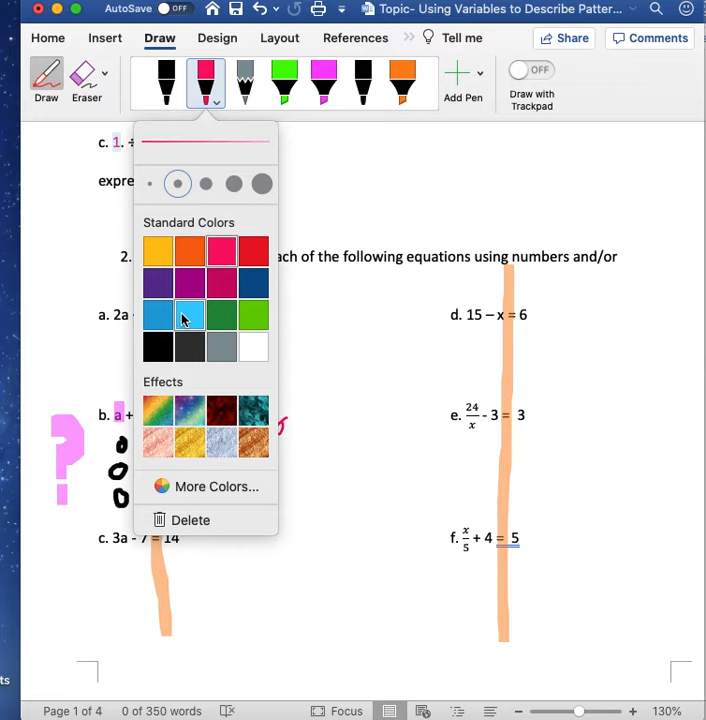 AutoSave OFF Topic- Using Variables to Describe Patter...
Home Insert Draw Design Layout References Tell me Share Comments
Draw Eraser Add Pen OFF Draw with
Trackpad
c. 1. ÷
expre
Standard Colors
2. ach of the following equations using numbers and/or
a. 2a d. 15 – x = 6
Effects
b. a + e. 24/x - 3 = 3
?
More Colors...
Delete
c. 3a - 7 = 14 f. x/5 + 4 = 5
ts
Page 1 of 4 0 of 350 words Focus 130%